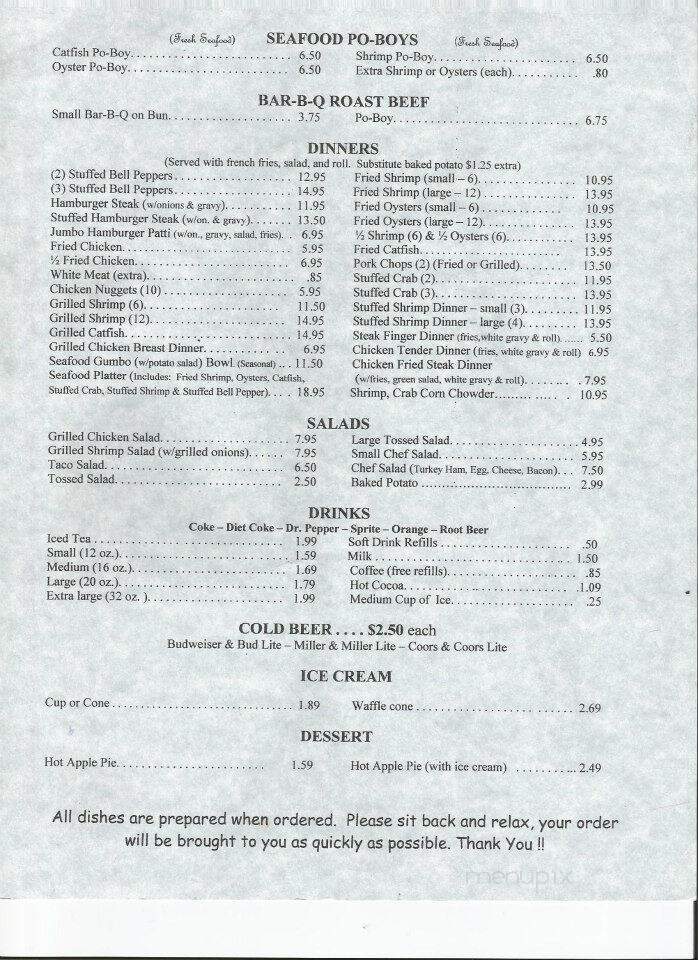 (Fresh Seafood) SEAFOOD PO-BOYS (Fresh Seafood)
Catfish Po-Boy. . . . . . . . . . . . . . . . . . . . . . . . . 6.50
Oyster Po-Boy. . . . . . . . . . . . . . . . . . . . . . . . . 6.50
Shrimp Po-Boy. . . . . . . . . . . . . . . . . . . . . . 6.50
Extra Shrimp or Oysters (each). . . . . . . . . . .80
BAR-B-Q ROAST BEEF
Small Bar-B-Q on Bun. . . . . . . . . . . . . . . . . . . 3.75
Po-Boy. . . . . . . . . . . . . . . . . . . . . . . . . . . . 6.75
DINNERS
(Served with french fries, salad, and roll. Substitute baked potato $1.25 extra)
(2) Stuffed Bell Peppers. . . . . . . . . . . . . . . . . . 12.95
(3) Stuffed Bell Peppers. . . . . . . . . . . . . . . . . . 14.95
Hamburger Steak (w/onions & gravy). . . . . . . . . . 11.95
Stuffed Hamburger Steak (w/on. & gravy). . . . . . . 13.50
Jumbo Hamburger Patti (w/on., gravy, salad, fries). . 6.95
Fried Chicken. . . . . . . . . . . . . . . . . . . . . . . . . 5.95
½ Fried Chicken. . . . . . . . . . . . . . . . . . . . . . . 6.95
White Meat (extra). . . . . . . . . . . . . . . . . . . . . . .85
Chicken Nuggets (10) . . . . . . . . . . . . . . . . . . . 5.95
Grilled Shrimp (6). . . . . . . . . . . . . . . . . . . . . 11.50
Grilled Shrimp (12). . . . . . . . . . . . . . . . . . . . 14.95
Grilled Catfish. . . . . . . . . . . . . . . . . . . . . . . 14.95
Grilled Chicken Breast Dinner. . . . . . . . . . . . 6.95
Seafood Gumbo (w/potato salad) Bowl (Seasonal) . . . 11.50
Seafood Platter (Includes: Fried Shrimp, Oysters, Catfish,
Stuffed Crab, Stuffed Shrimp & Stuffed Bell Pepper). . . . 18.95
Fried Shrimp (small – 6). . . . . . . . . . . . . . . . 10.95
Fried Shrimp (large – 12) . . . . . . . . . . . . . . . 13.95
Fried Oysters (small – 6) . . . . . . . . . . . . . 10.95
Fried Oysters (large – 12). . . . . . . . . . . . . . 13.95
½ Shrimp (6) & ½ Oysters (6). . . . . . . . . . . 13.95
Fried Catfish. . . . . . . . . . . . . . . . . . . . . . . 13.95
Pork Chops (2) (Fried or Grilled). . . . . . . . . 13.50
Stuffed Crab (2). . . . . . . . . . . . . . . . . . . . . . 11.95
Stuffed Crab (3). . . . . . . . . . . . . . . . . . . . . . 13.95
Stuffed Shrimp Dinner – small (3). . . . . . . . . 11.95
Stuffed Shrimp Dinner – large (4). . . . . . . . . 13.95
Steak Finger Dinner (fries,white gravy & roll). ...... 5.50
Chicken Tender Dinner (fries, white gravy & roll) 6.95
Chicken Fried Steak Dinner
(w/fries, green salad, white gravy & roll). . . . . . . . . 7.95
Shrimp, Crab Corn Chowder........... .. . . 10.95
SALADS
Grilled Chicken Salad. . . . . . . . . . . . . . . . . . . . 7.95
Grilled Shrimp Salad (w/grilled onions). . . . . . 7.95
Taco Salad. . . . . . . . . . . . . . . . . . . . . . . . . . . . 6.50
Tossed Salad. . . . . . . . . . . . . . . . . . . . . . . . . . 2.50
Large Tossed Salad. . . . . . . . . . . . . . . . . . . . 4.95
Small Chef Salad. . . . . . . . . . . . . . . . . . . . . . 5.95
Chef Salad (Turkey Ham, Egg, Cheese, Bacon). . . 7.50
Baked Potato ............................................. 2.99
DRINKS
Coke – Diet Coke – Dr. Pepper – Sprite – Orange – Root Beer
Iced Tea . . . . . . . . . . . . . . . . . . . . . . . . . . . . . 1.99
Small (12 oz.). . . . . . . . . . . . . . . . . . . . . . . . . 1.59
Medium (16 oz.). . . . . . . . . . . . . . . . . . . . . . . 1.69
Large (20 oz.). . . . . . . . . . . . . . . . . . . . . . . . . 1.79
Extra large (32 oz. ). . . . . . . . . . . . . . . . . . . . . 1.99
Soft Drink Refills . . . . . . . . . . . . . . . . . . . . .50
Milk . . . . . . . . . . . . . . . . . . . . . . . . . . . . . . 1.50
Coffee (free refills). . . . . . . . . . . . . . . . . . . . .85
Hot Cocoa. . . . . . . . . . . . . . . . . . . . . . . . . . .1.09
Medium Cup of Ice. . . . . . . . . . . . . . . . . . . .25
COLD BEER . . . . $2.50 each
Budweiser & Bud Lite – Miller & Miller Lite – Coors & Coors Lite
ICE CREAM
Cup or Cone . . . . . . . . . . . . . . . . . . . . . . . . . . . 1.89
Waffle cone . . . . . . . . . . . . . . . . . . . . . . . . 2.69
DESSERT
Hot Apple Pie. . . . . . . . . . . . . . . . . . . . . . . 1.59
Hot Apple Pie (with ice cream) . . . . . . . . ... 2.49
All dishes are prepared when ordered. Please sit back and relax, your order
will be brought to you as quickly as possible. Thank You !!
menupix